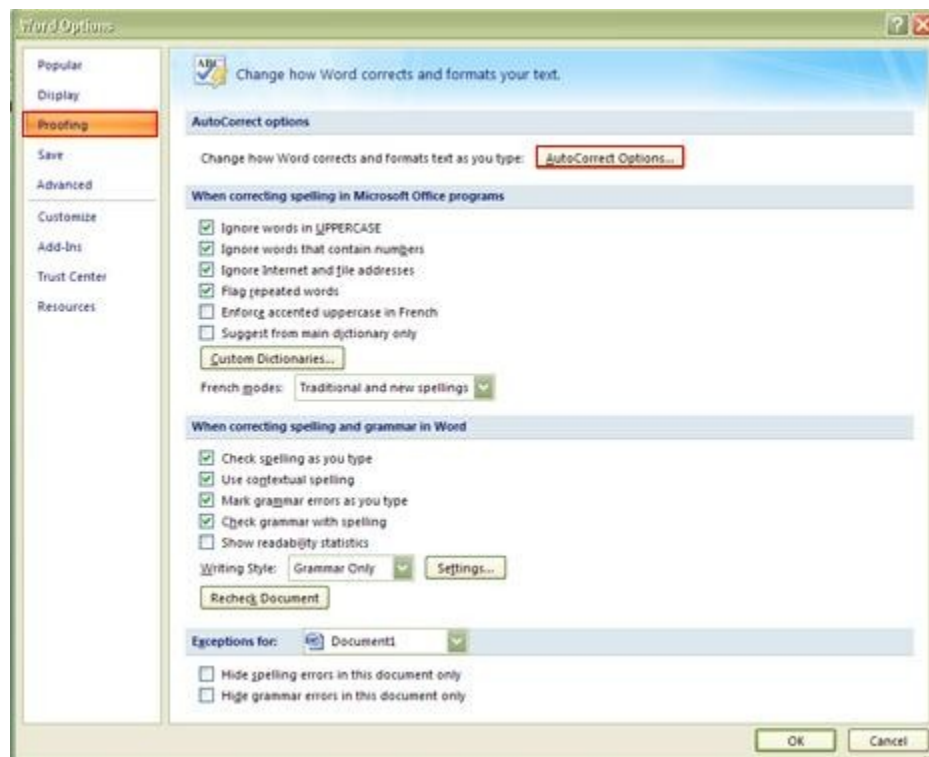 Word Options
Popular
Display
Proofing
Save
Advanced
Customize
Add-Ins
Trust Center
Resources
Change how Word corrects and formats your text.
AutoCorrect options
Change how Word corrects and formats text as you type: AutoCorrect Options...
When correcting spelling in Microsoft Office programs
Ignore words in UPPERCASE
Ignore words that contain numbers
Ignore Internet and file addresses
Flag repeated words
Enforce accented uppercase in French
Suggest from main dictionary only
Custom Dictionaries...
French modes: Traditional and new spellings
When correcting spelling and grammar in Word
Check spelling as you type
Use contextual spelling
Mark grammar errors as you type
Check grammar with spelling
Show readability statistics
Writing Style: Grammar Only Settings...
Recheck Document
Exceptions for: Document1
Hide spelling errors in this document only
Hide grammar errors in this document only
OK Cancel